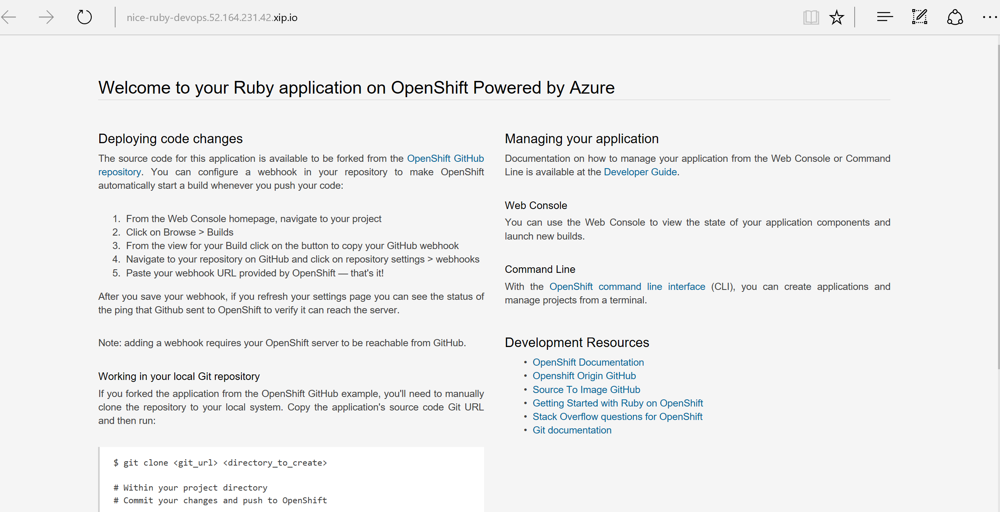 nice-ruby-devops.52.164.231.42.xip.io
Welcome to your Ruby application on OpenShift Powered by Azure
Deploying code changes
The source code for this application is available to be forked from the OpenShift GitHub
repository. You can configure a webhook in your repository to make OpenShift
automatically start a build whenever you push your code:
1. From the Web Console homepage, navigate to your project
2. Click on Browse > Builds
3. From the view for your Build click on the button to copy your GitHub webhook
4. Navigate to your repository on GitHub and click on repository settings > webhooks
5. Paste your webhook URL provided by OpenShift — that's it!
After you save your webhook, if you refresh your settings page you can see the status of
the ping that Github sent to OpenShift to verify it can reach the server.
Note: adding a webhook requires your OpenShift server to be reachable from GitHub.
Working in your local Git repository
If you forked the application from the OpenShift GitHub example, you'll need to manually
clone the repository to your local system. Copy the application's source code Git URL
and then run:
$ git clone <git_url> <directory_to_create>
# Within your project directory
# Commit your changes and push to OpenShift
Managing your application
Documentation on how to manage your application from the Web Console or Command
Line is available at the Developer Guide.
Web Console
You can use the Web Console to view the state of your application components and
launch new builds.
Command Line
With the OpenShift command line interface (CLI), you can create applications and
manage projects from a terminal.
Development Resources
• OpenShift Documentation
• Openshift Origin GitHub
• Source To Image GitHub
• Getting Started with Ruby on OpenShift
• Stack Overflow questions for OpenShift
• Git documentation